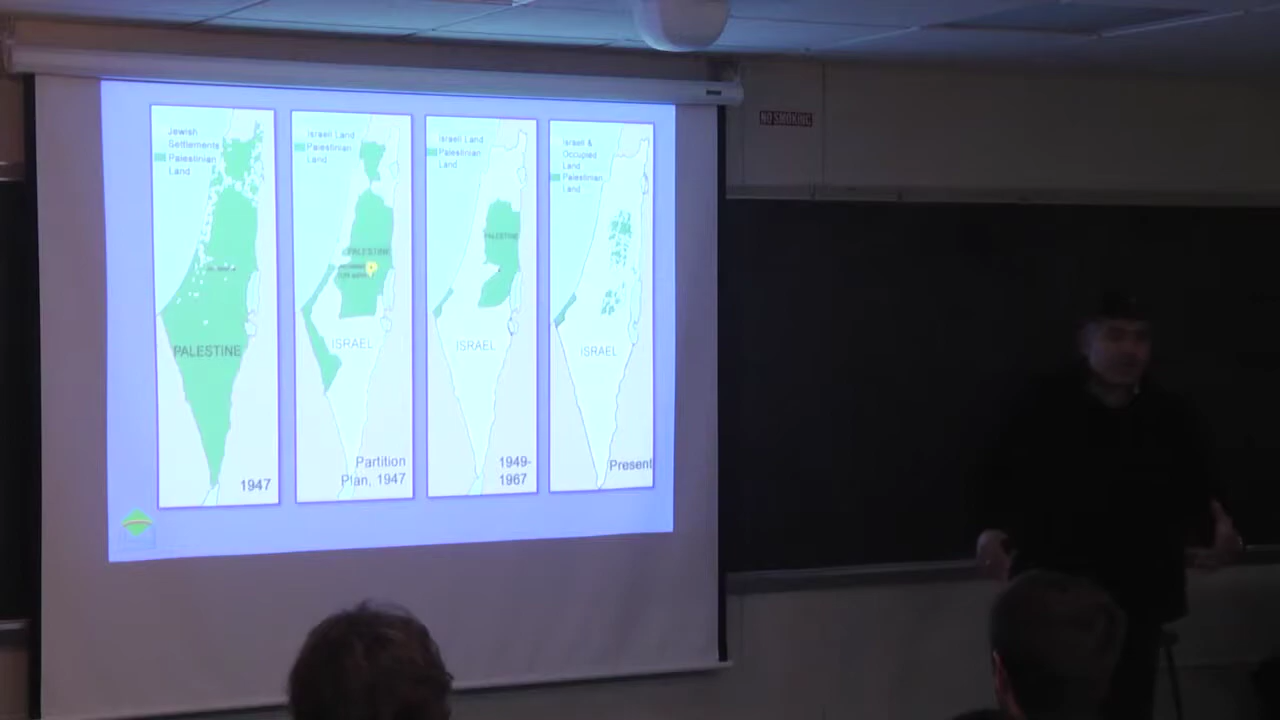 NO SMOKING
Jewish
Settlements
Palestinian
Land
PALESTINE
1947
Israeli Land
Palestinian
Land
PALESTINE
ISRAEL
Partition
Plan, 1947
Israeli Land
Palestinian
Land
PALESTINE
ISRAEL
1949-
1967
Israeli &
Occupied
Land
Palestinian
Land
ISRAEL
Present